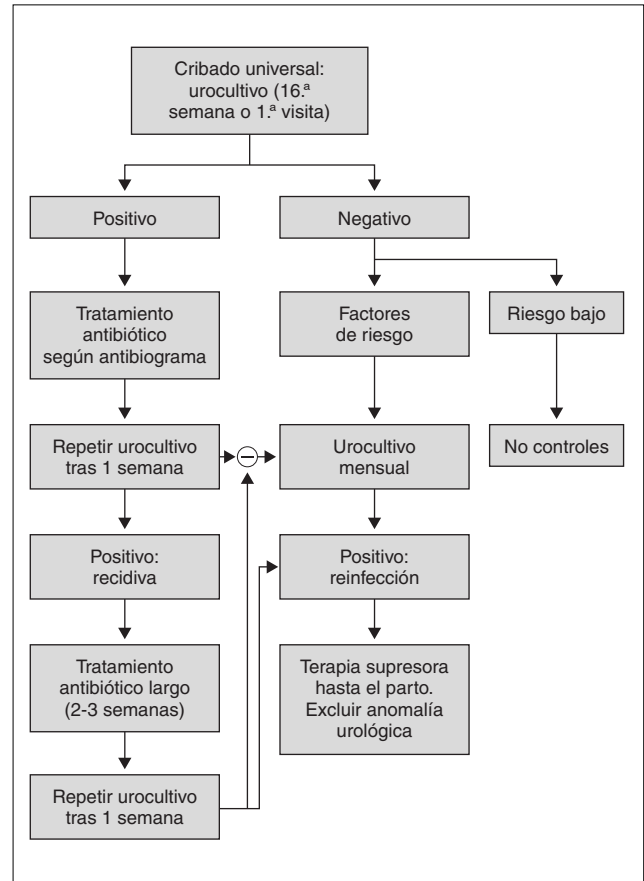 Cribado universal:
urocultivo (16.ª
semana o 1.ª visita)
Positivo
Negativo
Tratamiento
antibiótico
según antibiograma
Factores
de riesgo
Riesgo bajo
Repetir urocultivo
tras 1 semana
Urocultivo
mensual
No controles
Positivo:
recidiva
Positivo:
reinfección
Tratamiento
antibiótico largo
(2-3 semanas)
Terapia supresora
hasta el parto.
Excluir anomalía
urológica
Repetir urocultivo
tras 1 semana